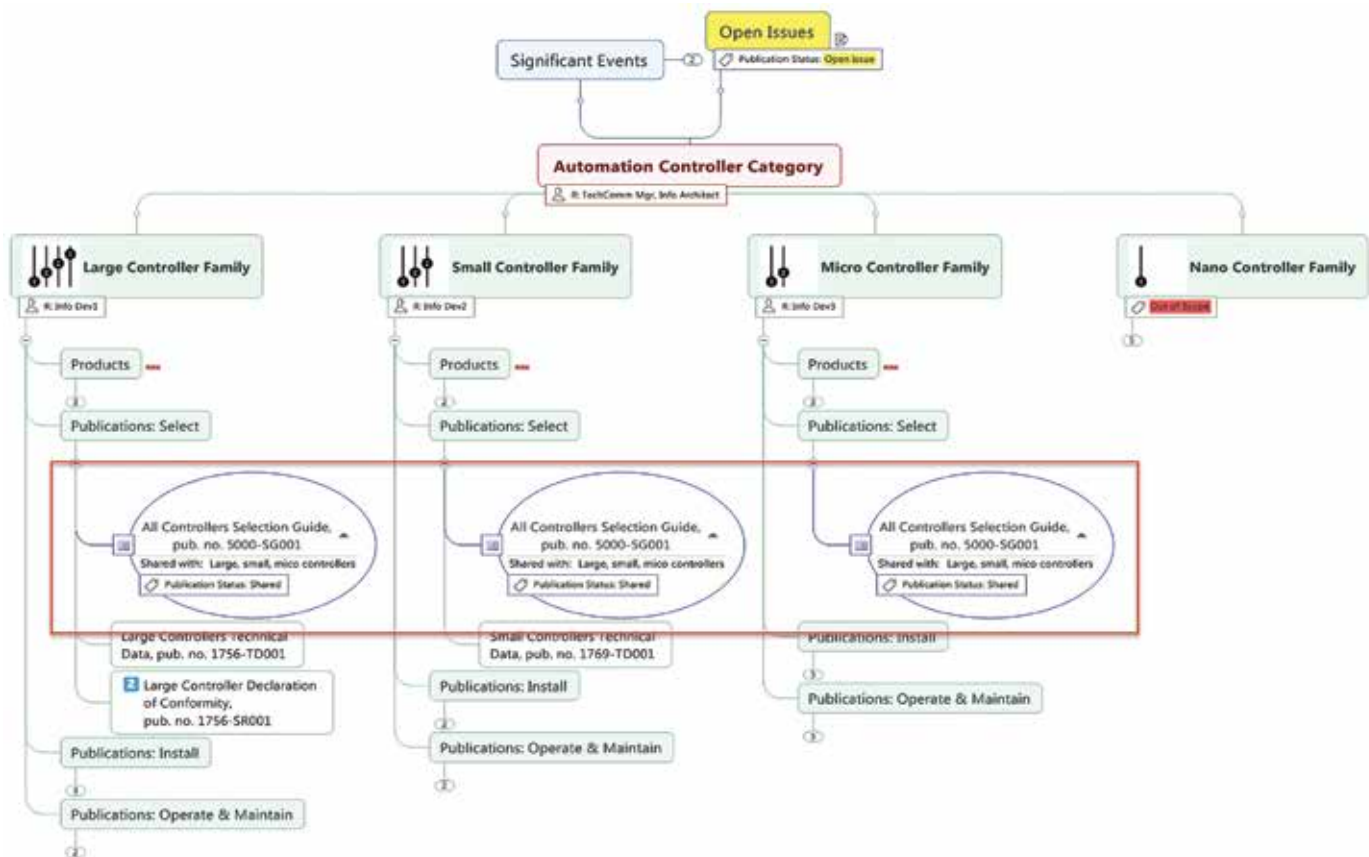 Open Issues
Significant Events
2
Publication Status: Open Issue
Automation Controller Category
R: TechComm Mgr, Info Architect
Large Controller Family
Small Controller Family
Micro Controller Family
Nano Controller Family
R: Info Dev1
R: Info Dev2
R: Info Dev3
Out of Scope
Products
Products
Products
Publications: Select
Publications: Select
Publications: Select
All Controllers Selection Guide,
pub. no. 5000-SG001
Shared with: Large, small, mico controllers
Publication Status: Shared
All Controllers Selection Guide,
pub. no. 5000-SG001
Shared with: Large, small, mico controllers
Publication Status: Shared
All Controllers Selection Guide,
pub. no. 5000-SG001
Shared with: Large, small, mico controllers
Publication Status: Shared
Large Controllers Technical
Data, pub. no. 1756-TD001
2 Large Controller Declaration
of Conformity,
pub. no. 1756-SR001
Publications: Install
Publications: Operate & Maintain
2
Small Controllers Technical
Data, pub. no. 1769-TD001
Publications: Install
Publications: Operate & Maintain
Publications: Install
Publications: Operate & Maintain